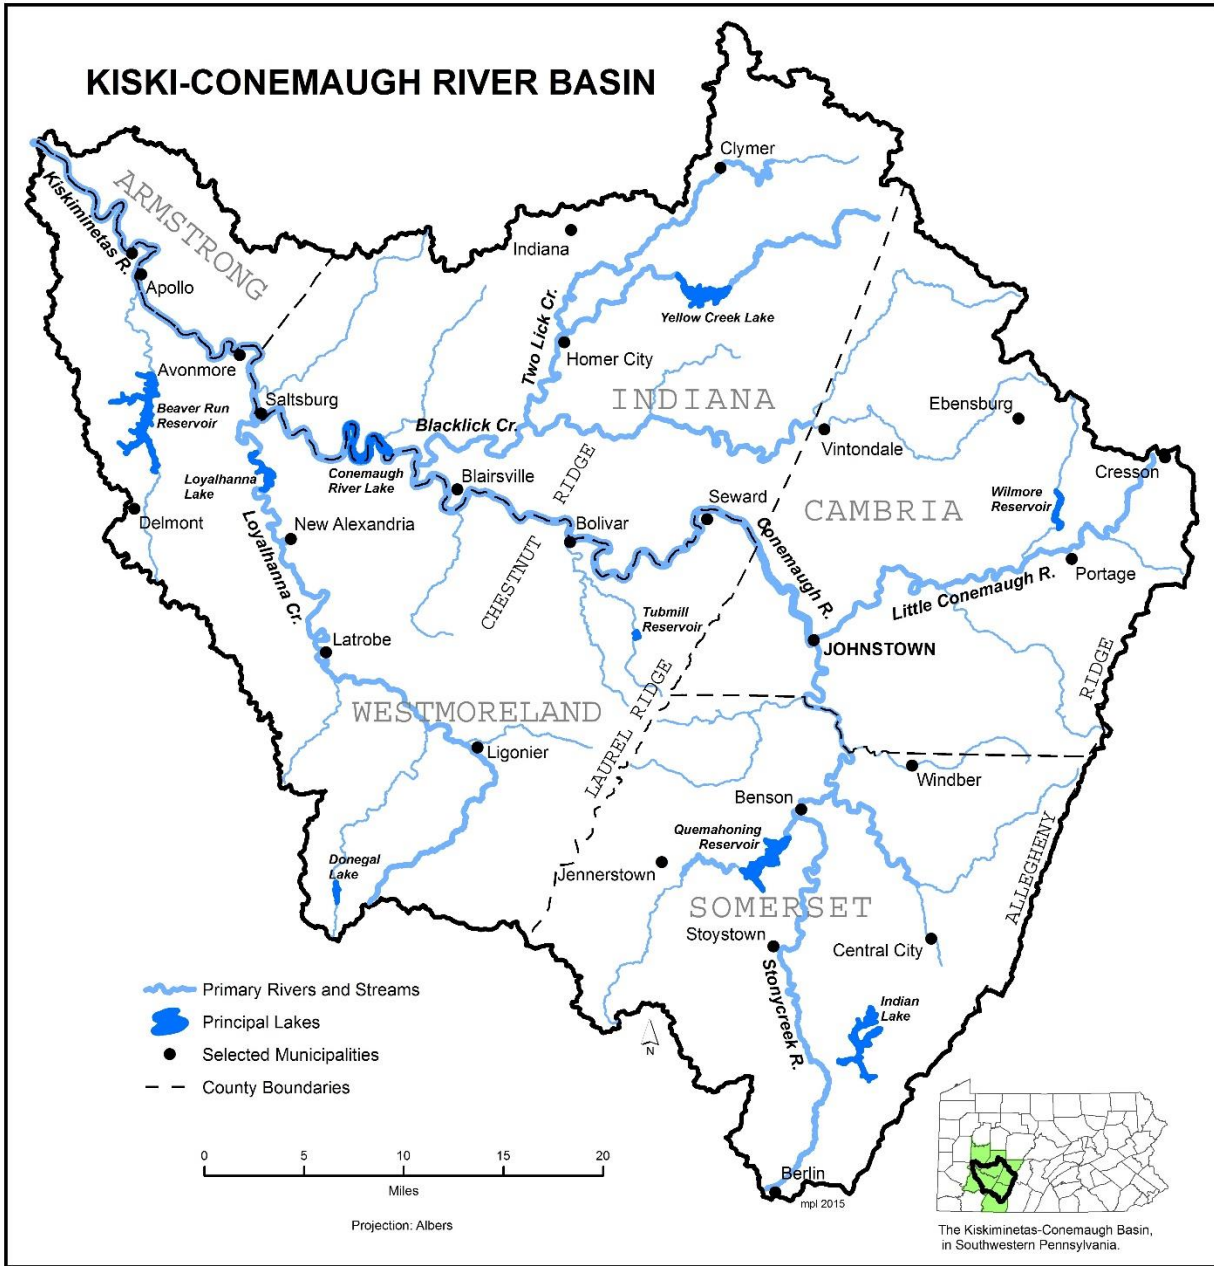 KISKI-CONEMAUGH RIVER BASIN
Clymer
Kiskiminetas R.
ARMSTRONG
Indiana
Apollo
Two Lick Cr.
Yellow Creek Lake
Homer City
Avonmore
INDIANA
Saltsburg
Beaver Run
Reservoir
Ebensburg
Blacklick Cr.
Vintondale
RIDGE
Cresson
Conemaugh
River Lake
Blairsville
Loyalhanna
Lake
Seward
Wilmore
Reservoir
CAMBRIA
Delmont
New Alexandria
Bolivar
Conemaugh R.
Loyalhanna Cr.
CHESTNUT
Portage
Little Conemaugh R.
Tubmill
Reservoir
Latrobe
JOHNSTOWN
RIDGE
WESTMORELAND
LAUREL RIDGE
Ligonier
Windber
Benson
Quemahoning
Reservoir
Donegal
Lake
Jennerstown
ALLEGHENY
SOMERSET
Stoystown
Central City
Stonycreek R.
Indian
Lake
Primary Rivers and Streams
Principal Lakes
Selected Municipalities
County Boundaries
N
0 5 10 15 20
Miles
Projection: Albers
Berlin
mpl 2015
The Kiskiminetas-Conemaugh Basin,
in Southwestern Pennsylvania.